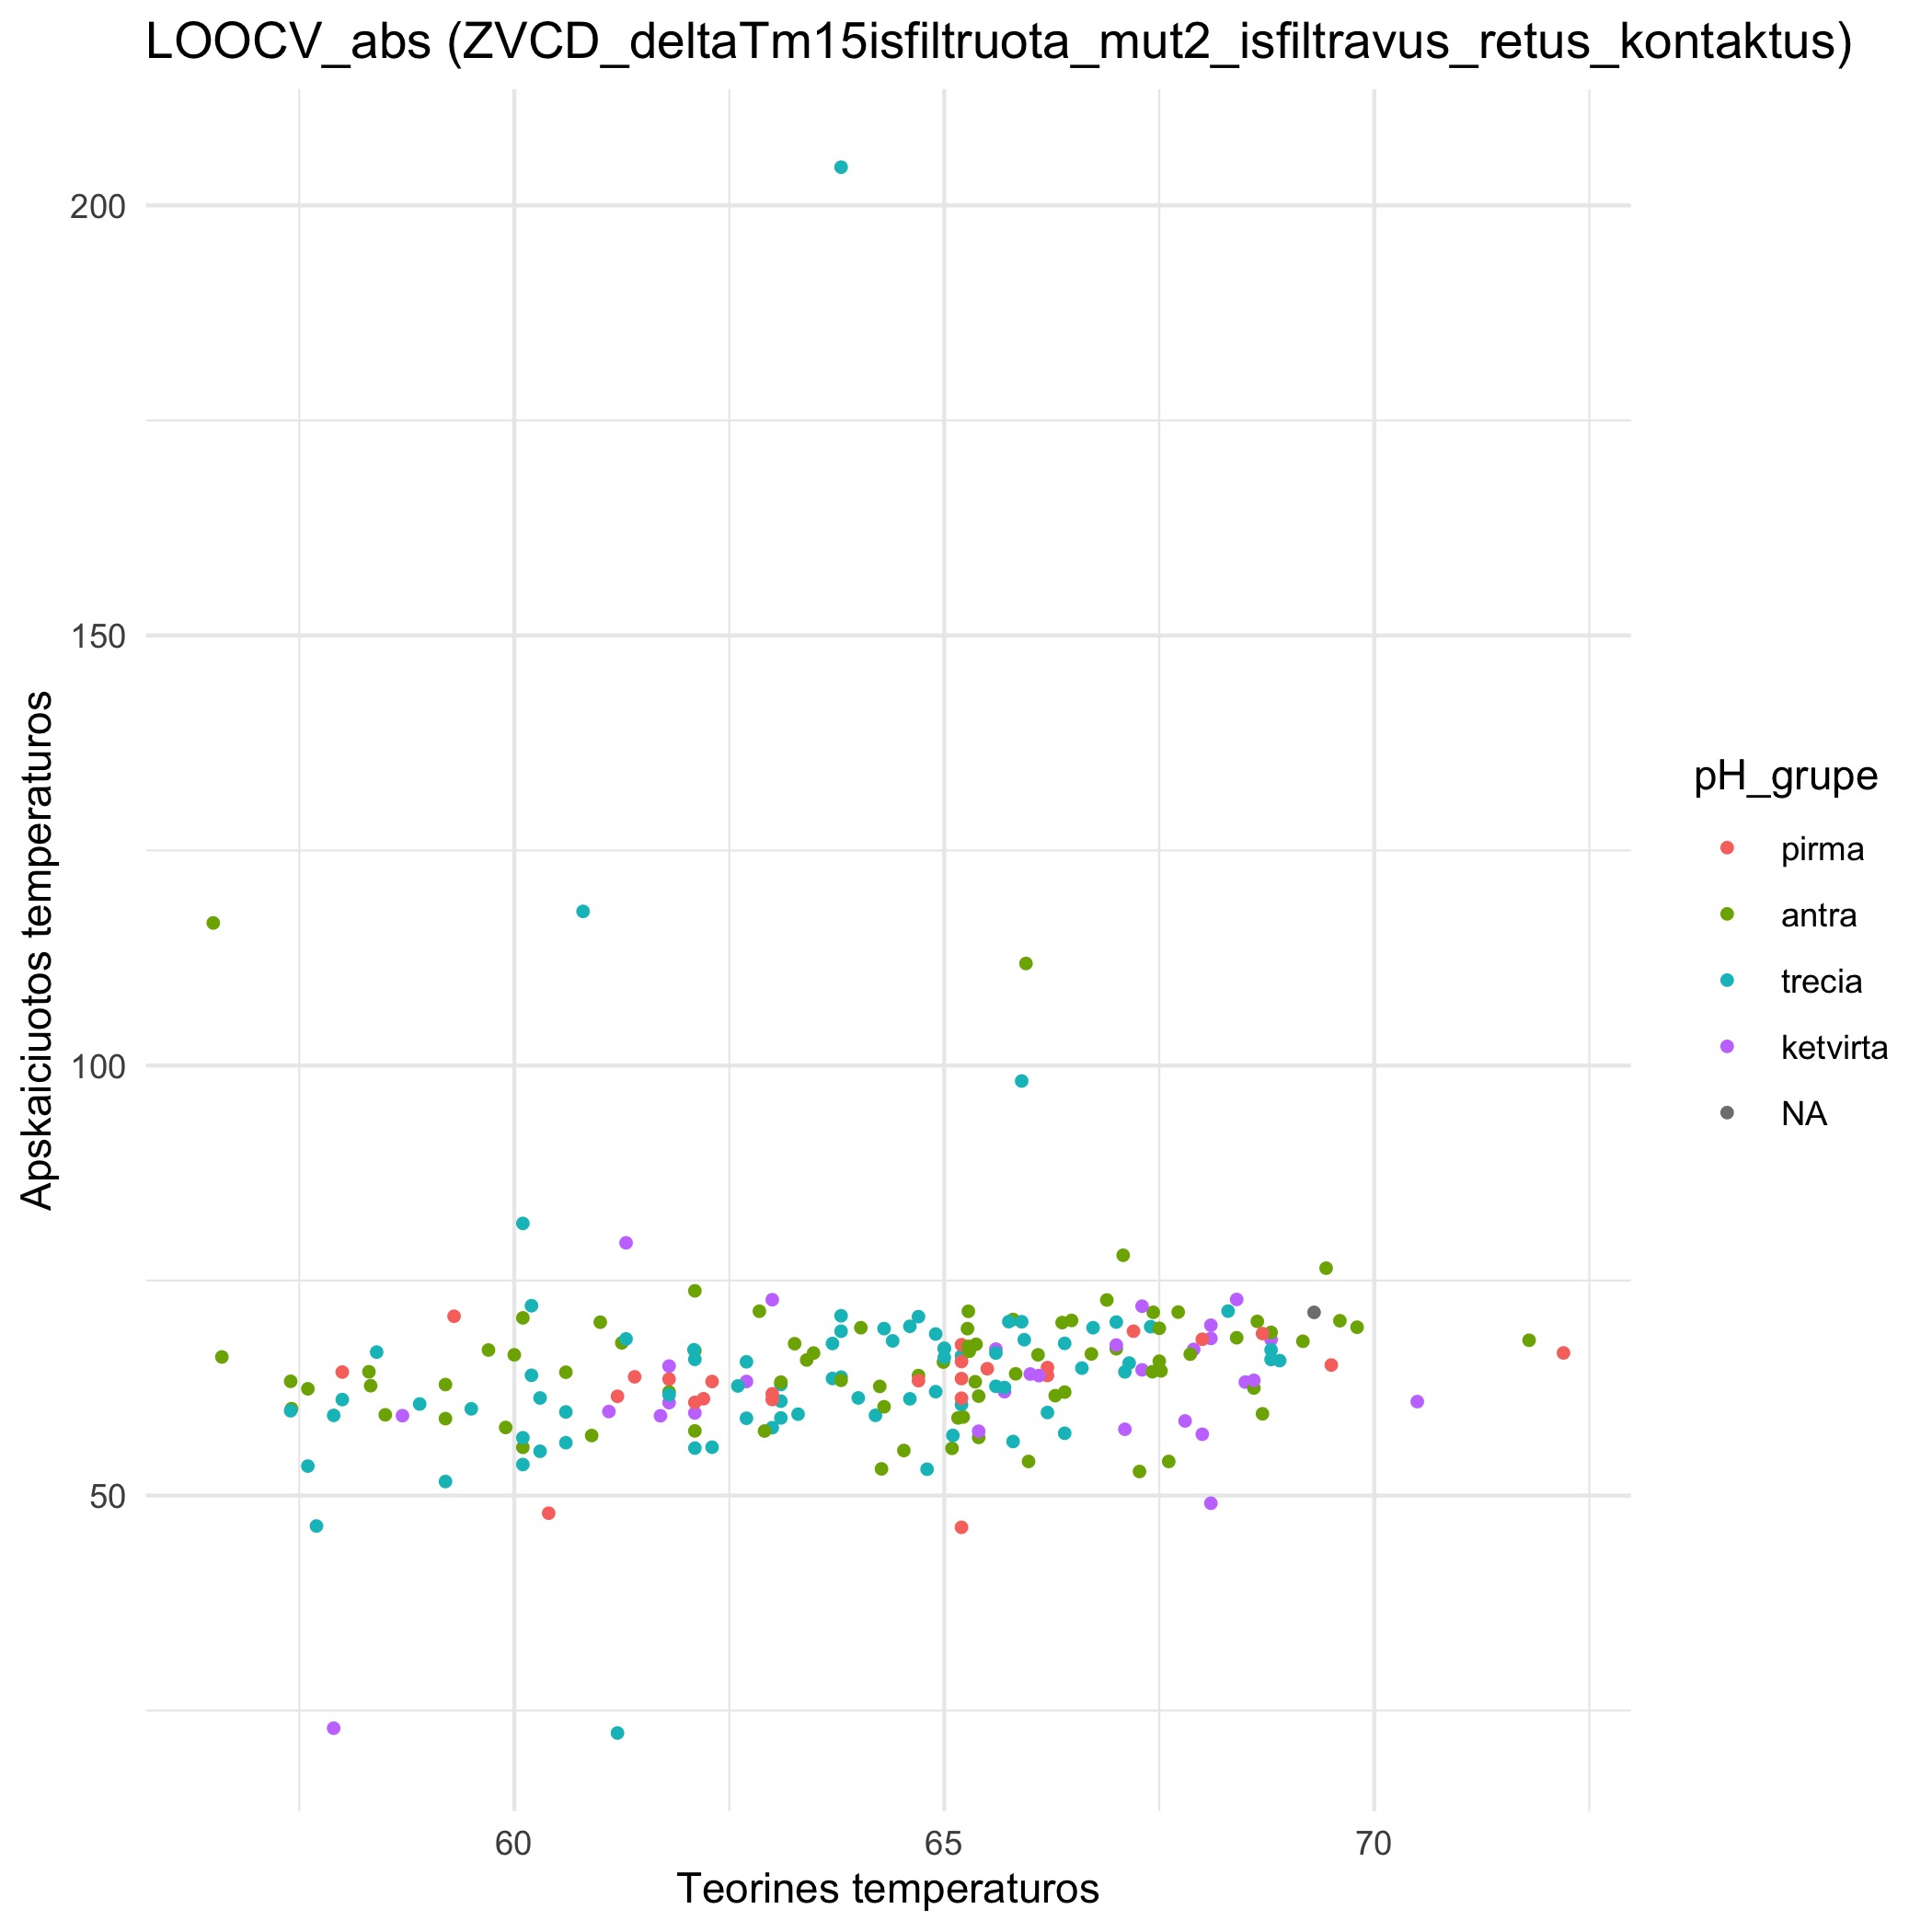 LOOCV_abs (ZVCD_deltaTm15isfiltruota_mut2_isfiltravus_retus_kontaktus)
200
150
100
50
Apskaiciuotos temperaturos
60
65
70
Teorines temperaturos
pH_grupe
pirma
antra
trecia
ketvirta
NA